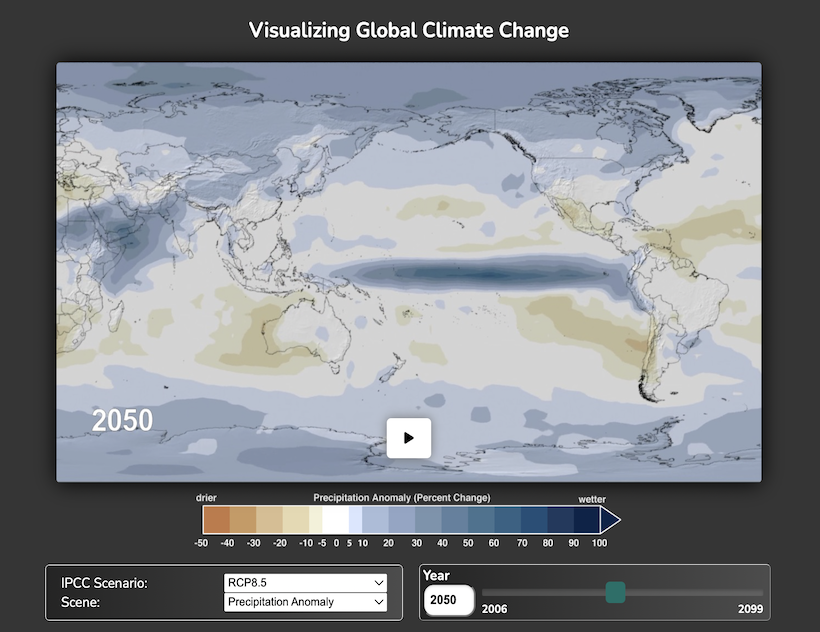 Visualizing Global Climate Change
2050
drier Precipitation Anomaly (Percent Change) wetter
-50 -40 -30 -20 -10 -5 0 5 10 20 30 40 50 60 70 80 90 100
IPCC Scenario: RCP8.5
Scene: Precipitation Anomaly
Year
2050
2006 2099